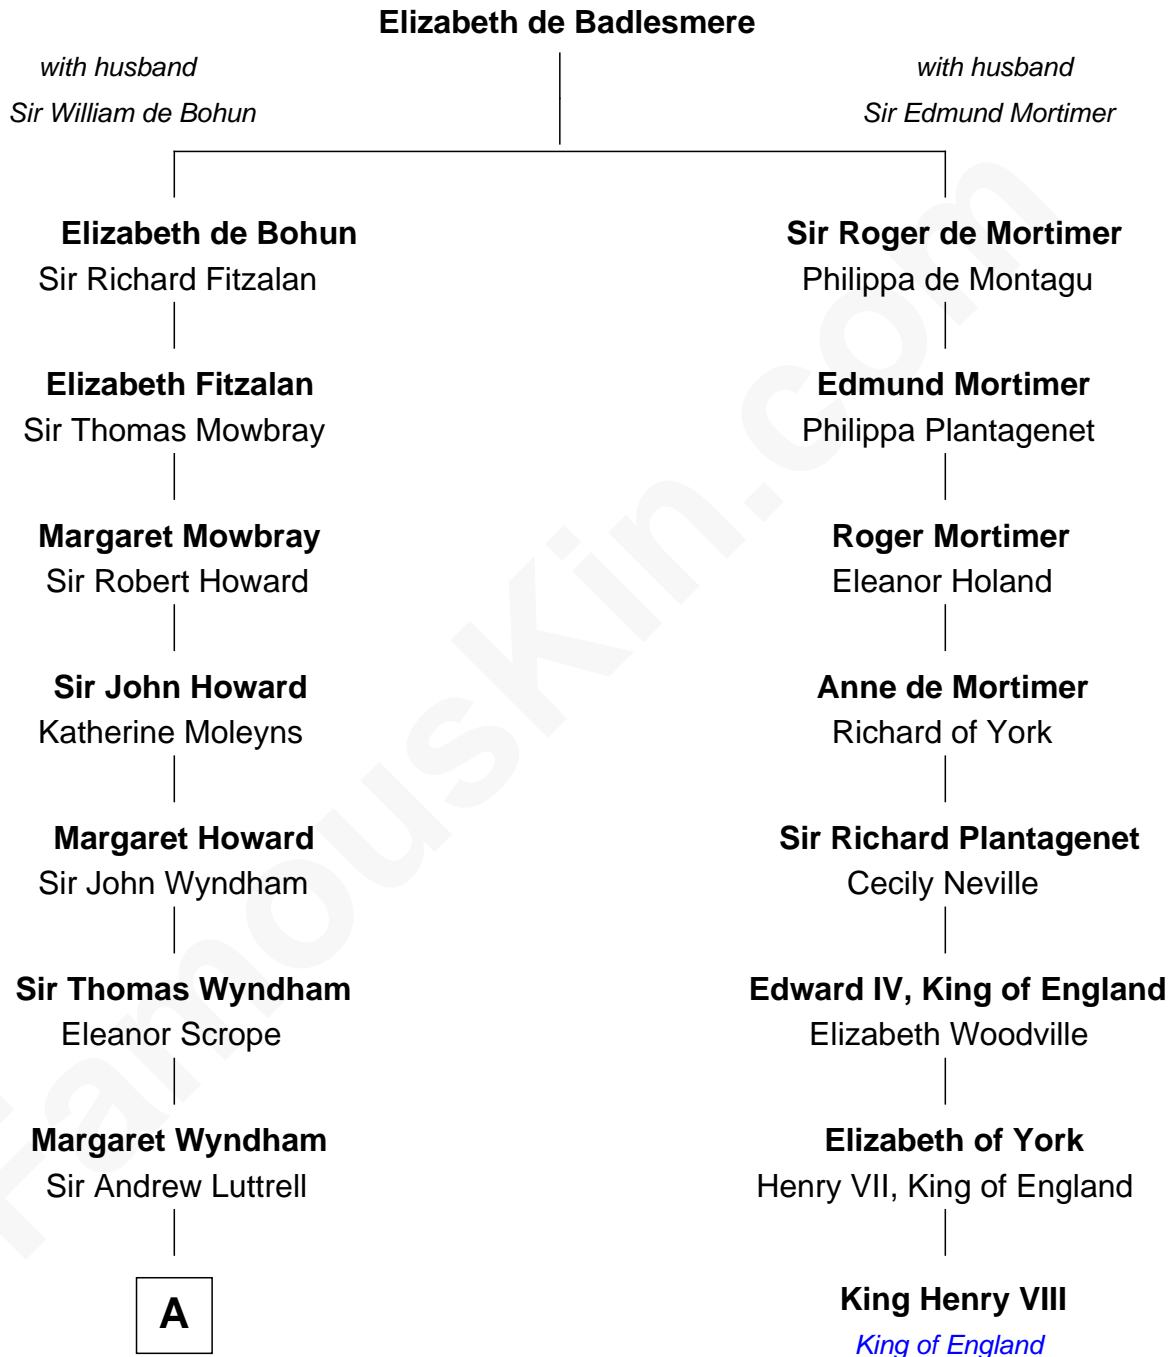 Elizabeth de Badlesmere
with husband
Sir William de Bohun
with husband
Sir Edmund Mortimer
Elizabeth de Bohun
Sir Richard Fitzalan
Sir Roger de Mortimer
Philippa de Montagu
Elizabeth Fitzalan
Sir Thomas Mowbray
Edmund Mortimer
Philippa Plantagenet
Margaret Mowbray
Sir Robert Howard
Roger Mortimer
Eleanor Holand
Sir John Howard
Katherine Moleyns
Anne de Mortimer
Richard of York
Margaret Howard
Sir John Wyndham
Sir Richard Plantagenet
Cecily Neville
Sir Thomas Wyndham
Eleanor Scrope
Edward IV, King of England
Elizabeth Woodville
Margaret Wyndham
Sir Andrew Luttrell
Elizabeth of York
Henry VII, King of England
A
King Henry VIII
King of England
FamousKin.com